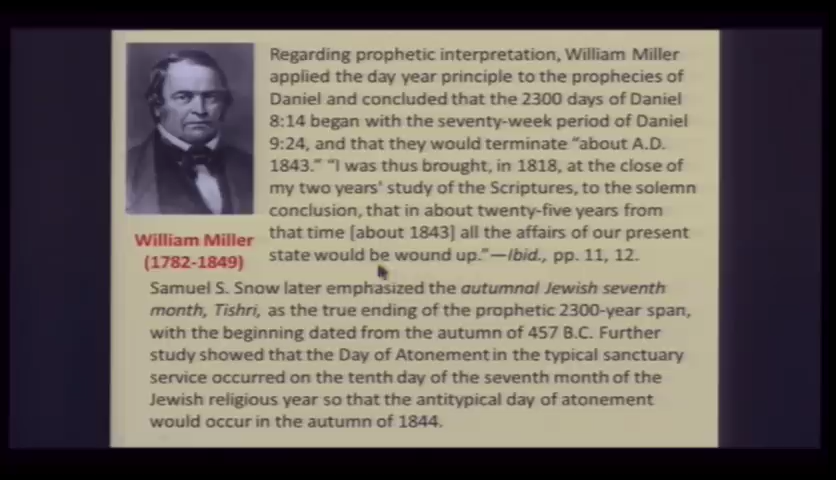 Regarding prophetic interpretation, William Miller
applied the day year principle to the prophecies of
Daniel and concluded that the 2300 days of Daniel
8:14 began with the seventy-week period of Daniel
9:24, and that they would terminate “about A.D.
1843.” “I was thus brought, in 1818, at the close of
my two years’ study of the Scriptures, to the solemn
conclusion, that in about twenty-five years from
that time [about 1843] all the affairs of our present
state would be wound up.”—Ibid., pp. 11, 12.
William Miller
(1782-1849)
Samuel S. Snow later emphasized the autumnal Jewish seventh
month, Tishri, as the true ending of the prophetic 2300-year span,
with the beginning dated from the autumn of 457 B.C. Further
study showed that the Day of Atonement in the typical sanctuary
service occurred on the tenth day of the seventh month of the
Jewish religious year so that the antitypical day of atonement
would occur in the autumn of 1844.